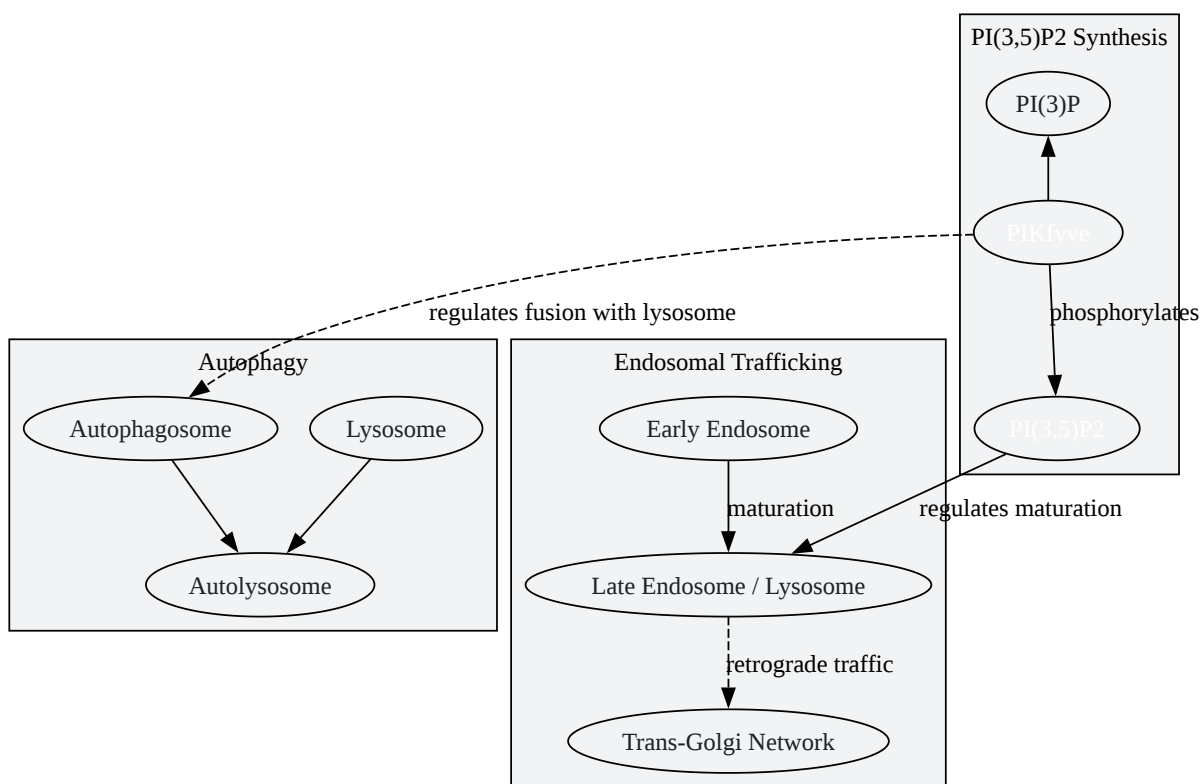 PI(3,5)P2 Synthesis
PI(3)P
PIKfyve
regulates fusion with lysosome
phosphorylates
Autophagy
Endosomal Trafficking
Autophagosome
Lysosome
Early Endosome
PI(3,5)P2
maturation
regulates maturation
Autolysosome
Late Endosome / Lysosome
retrograde traffic
Trans-Golgi Network